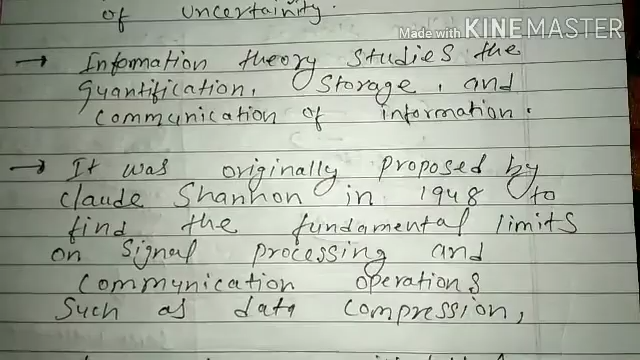 of uncertainity.
Made with KINEMASTER
→ Information theory studies the
quantification, storage, and
communication of information.
→ It was originally proposed by
Claude Shannon in 1948 to
find the fundamental limits
on signal processing and
communication operations
such as data compression,